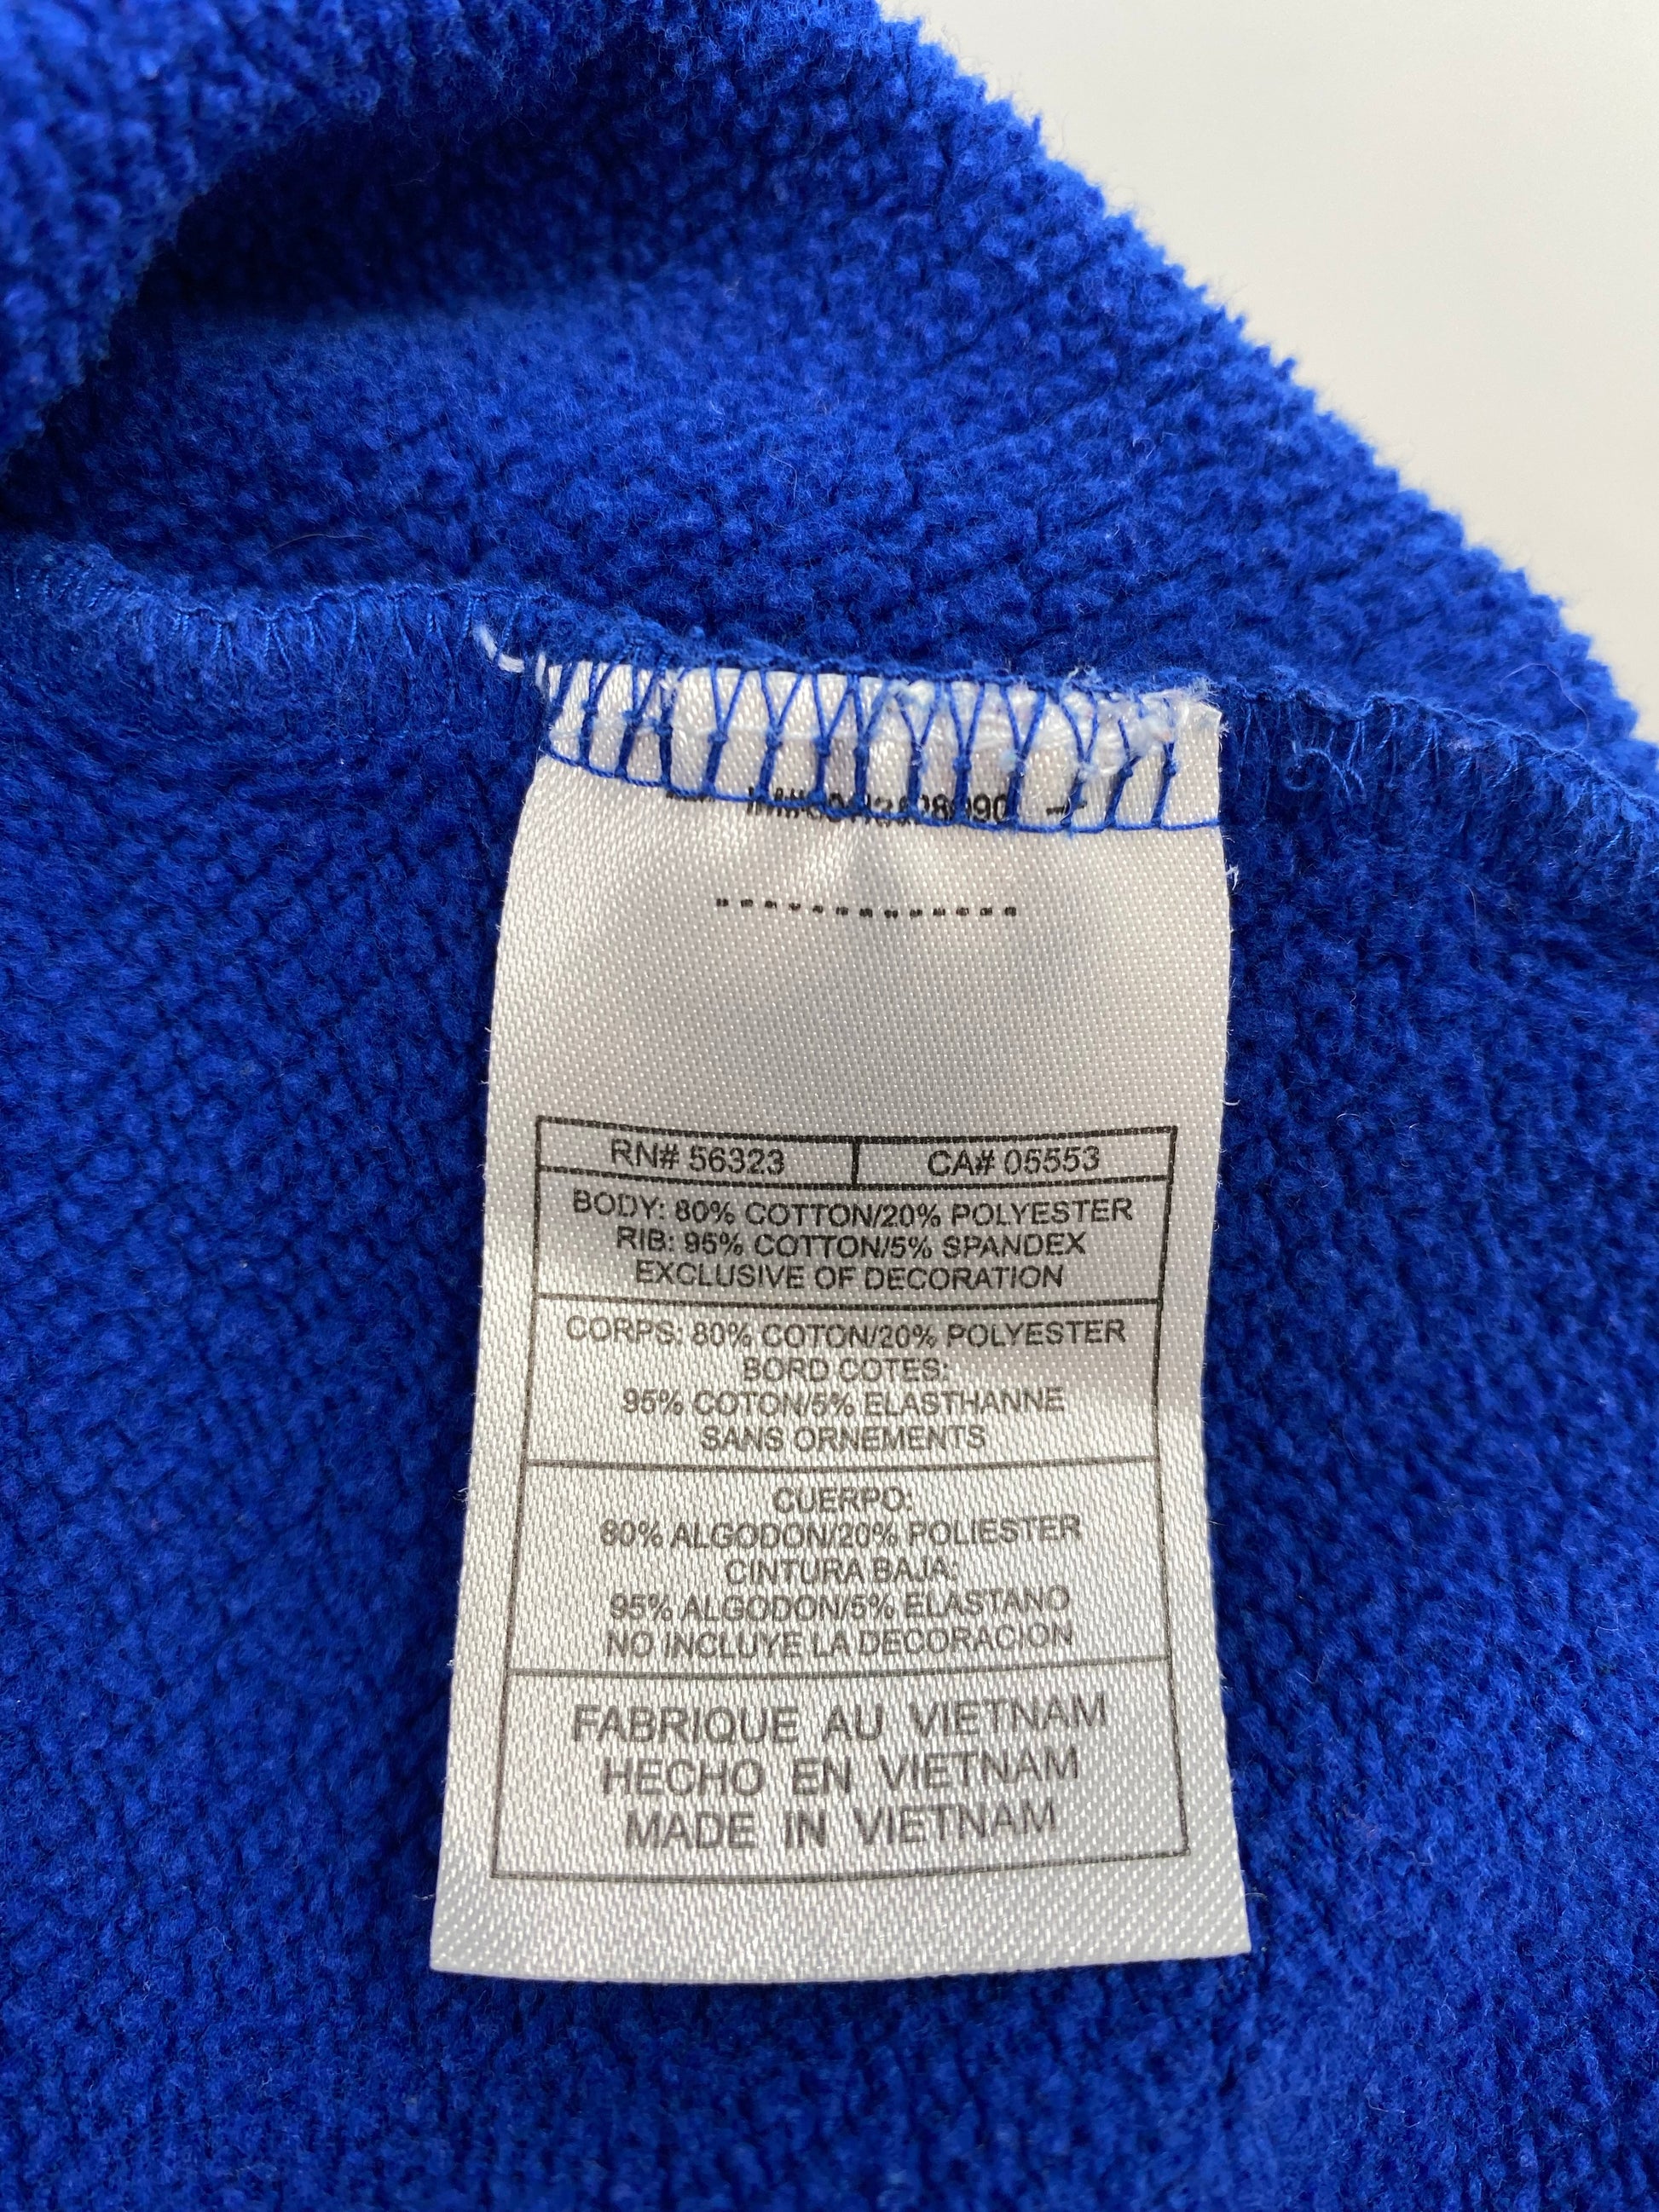 RN# 56323 CA# 05553
BODY: 80% COTTON/20% POLYESTER
RIB: 95% COTTON/5% SPANDEX
EXCLUSIVE OF DECORATION
CORPS: 80% COTON/20% POLYESTER
BORD COTES:
95% COTON/5% ELASTHANNE
SANS ORNEMENTS
CUERPO:
80% ALGODON/20% POLIESTER
CINTURA BAJA:
95% ALGODON/5% ELASTANO
NO INCLUYE LA DECORACION
FABRIQUE AU VIETNAM
HECHO EN VIETNAM
MADE IN VIETNAM